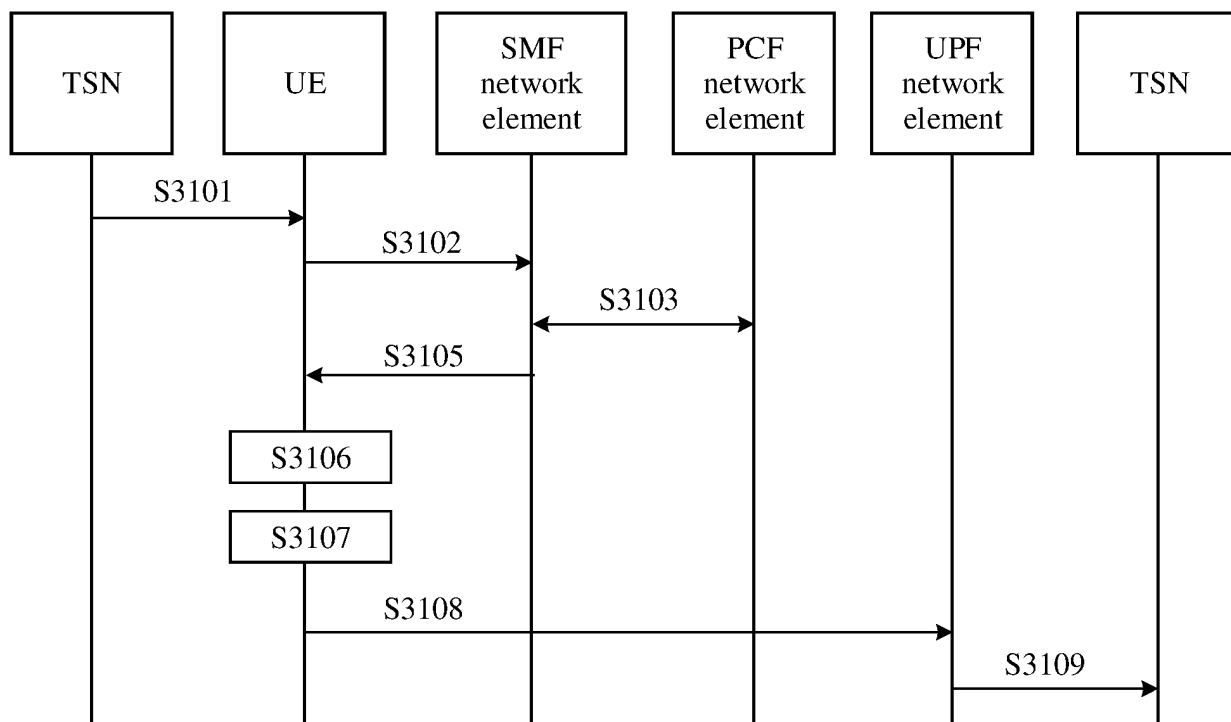 TSN
UE
SMF
network
element
PCF
network
element
UPF
network
element
TSN
S3101
S3102
S3103
S3105
S3106
S3107
S3108
S3109